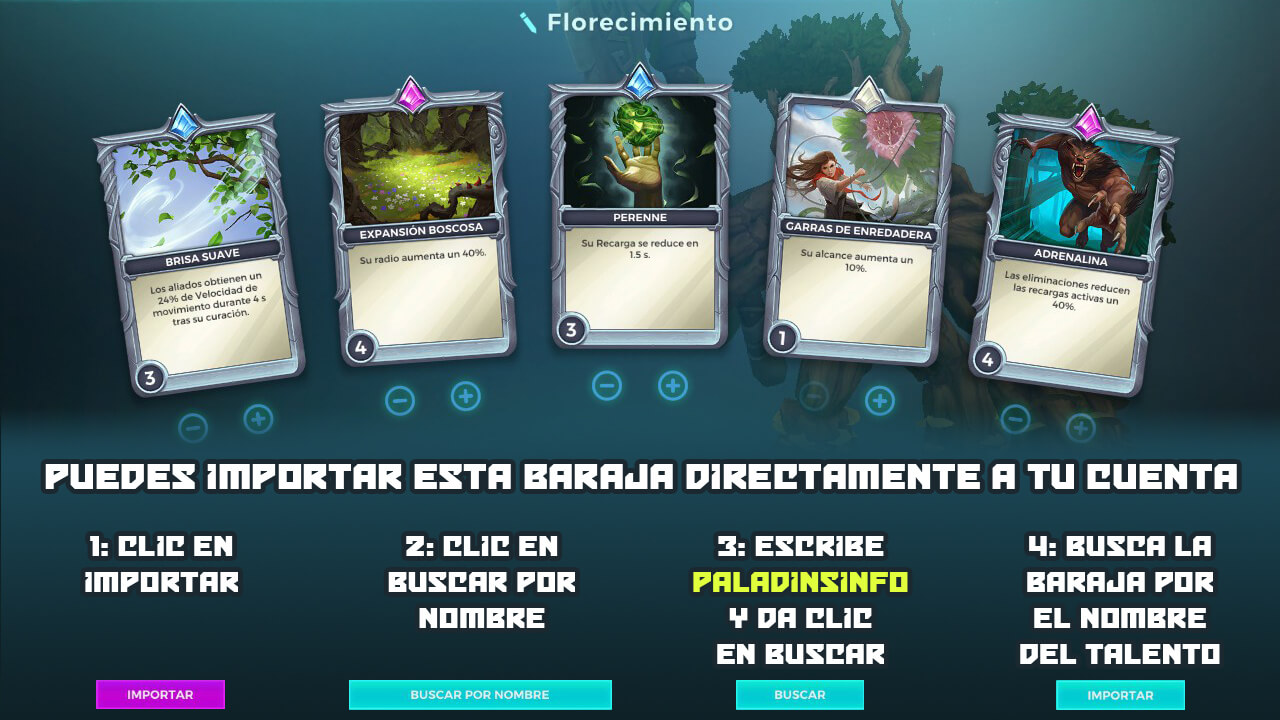 Florecimiento
BRISA SUAVE
Los aliados obtienen un
24% de Velocidad de
movimiento durante 4 s
tras su curación.
3
EXPANSIÓN BOSCOSA
Su radio aumenta un 40%.
4
PERENNE
Su Recarga se reduce en
1.5 s.
3
GARRAS DE ENREDADERA
Su alcance aumenta un
10%.
1
ADRENALINA
Las eliminaciones reducen
las recargas activas un
40%.
4
PUEDES IMPORTAR ESTA BARAJA DIRECTAMENTE A TU CUENTA
1: CLIC EN
IMPORTAR
IMPORTAR
2: CLIC EN
BUSCAR POR
NOMBRE
BUSCAR POR NOMBRE
3: ESCRIBE
PALADINSINFO
Y DA CLIC
EN BUSCAR
BUSCAR
4: BUSCA LA
BARAJA POR
EL NOMBRE
DEL TALENTO
IMPORTAR